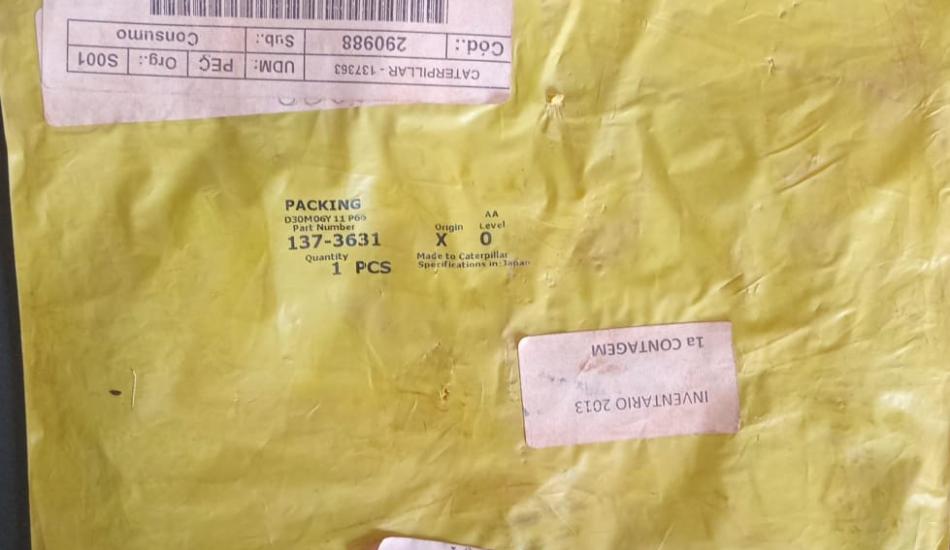 CATERPILLAR - 137363 UDM: PEÇ Org.: S001
Cód.: 290988 Sub.: Consumo
PACKING
D30M06Y 11 P66
Part Number
137-3631
Quantity
1 PCS
AA
Origin Level
X 0
Made to Caterpillar
Specifications in: Japan
INVENTARIO 2013
1a CONTAGEM